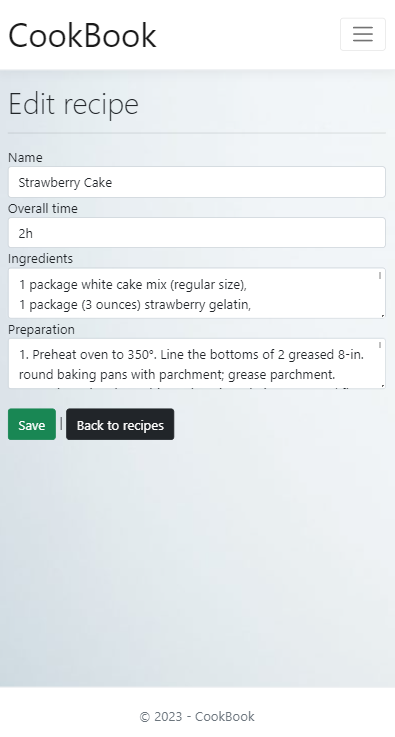 CookBook
Edit recipe
Name
Strawberry Cake
Overall time
2h
Ingredients
1 package white cake mix (regular size),
1 package (3 ounces) strawberry gelatin,
Preparation
1. Preheat oven to 350°. Line the bottoms of 2 greased 8-in.
round baking pans with parchment; grease parchment.
Save | Back to recipes
© 2023 - CookBook